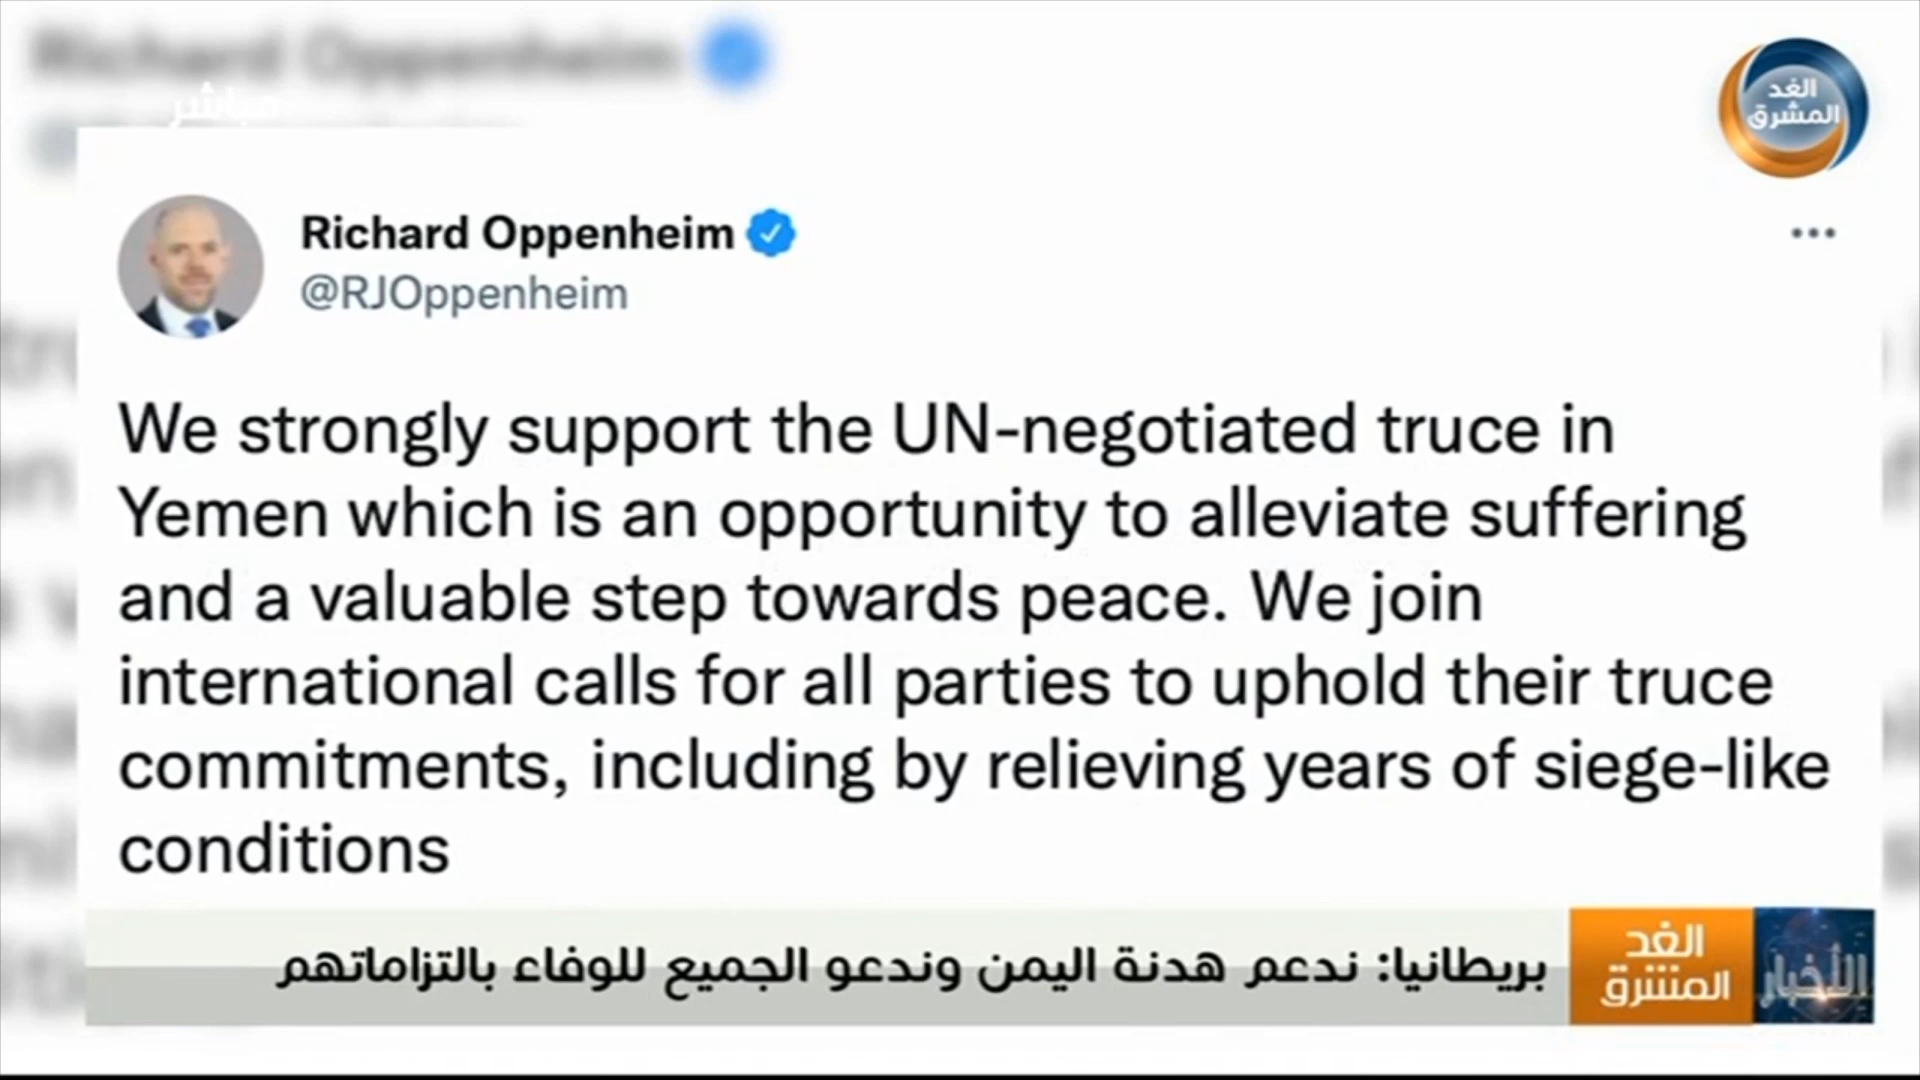 Richard Oppenheim
مباشر
الغد
المشرق
Richard Oppenheim
@RJOppenheim
We strongly support the UN-negotiated truce in
Yemen which is an opportunity to alleviate suffering
and a valuable step towards peace. We join
international calls for all parties to uphold their truce
commitments, including by relieving years of siege-like
conditions
بريطانيا: ندعم هدنة اليمن وندعو الجميع للوفاء بالتزاماتهم
الغد
المشرق
الأخبار